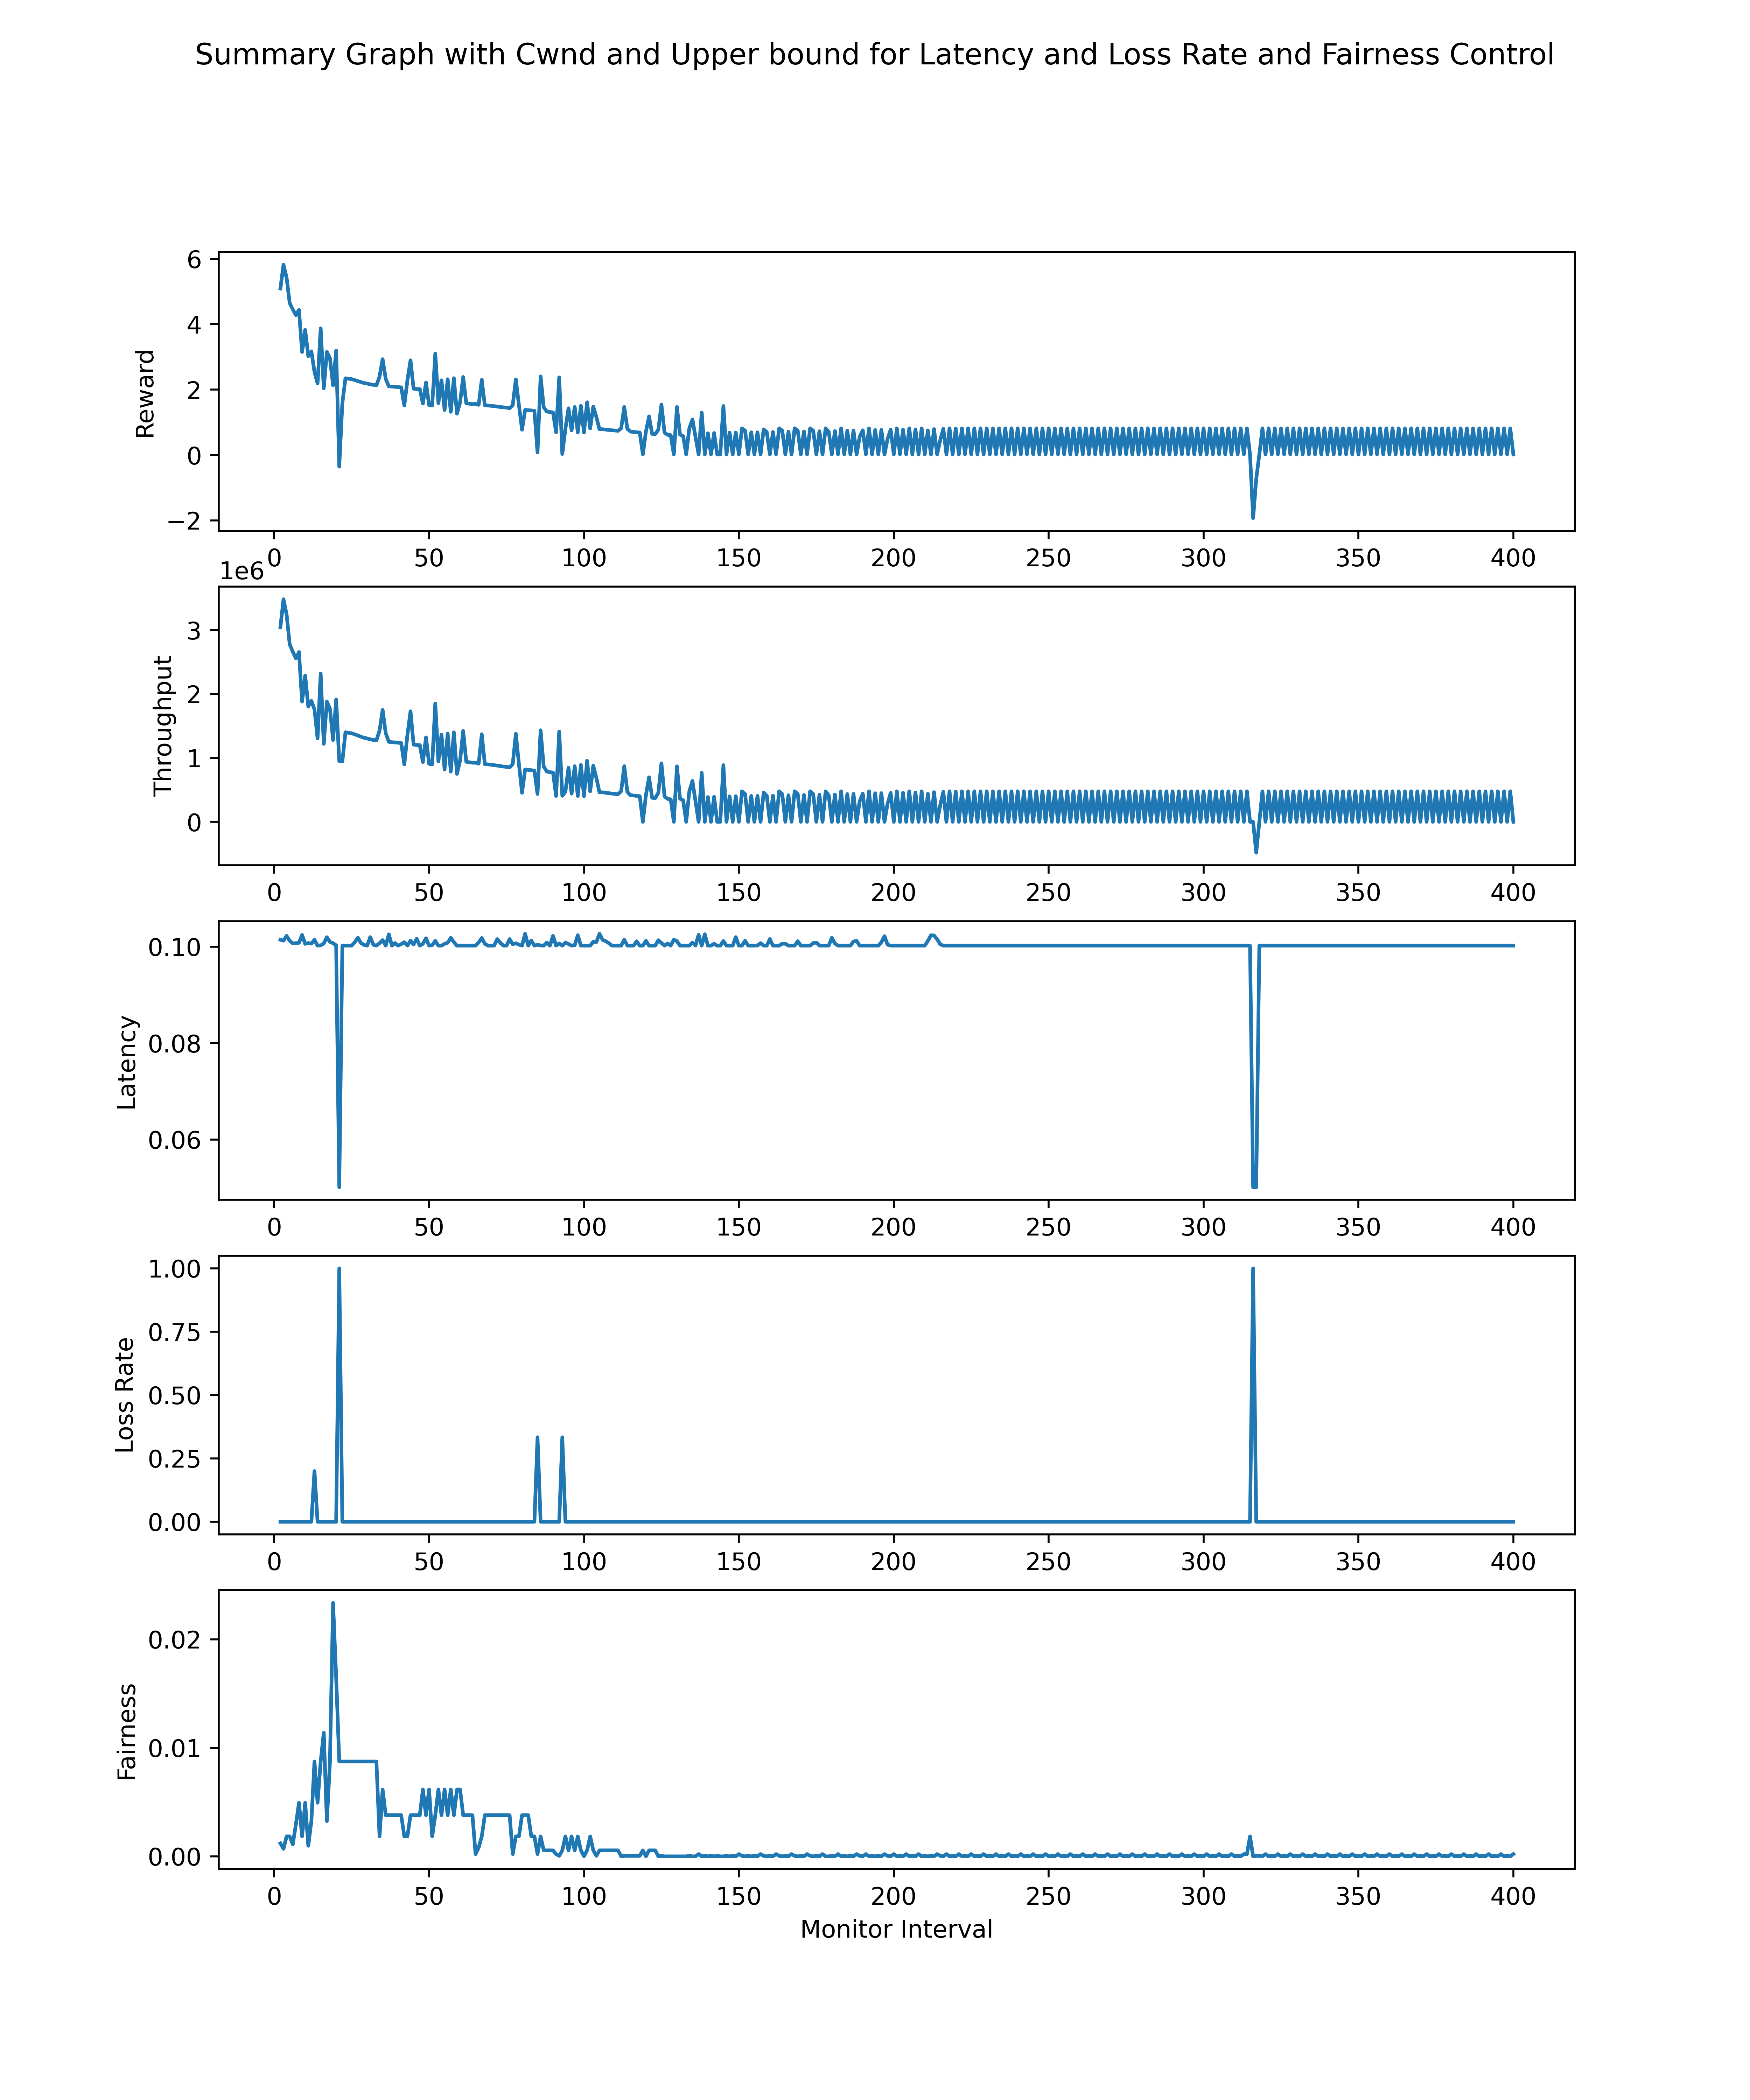 Summary Graph with Cwnd and Upper bound for Latency and Loss Rate and Fairness Control
6
4
2
0
−2
Reward
0 50 100 150 200 250 300 350 400
1e6
3
2
1
0
Throughput
0 50 100 150 200 250 300 350 400
0.10
0.08
0.06
Latency
0 50 100 150 200 250 300 350 400
1.00
0.75
0.50
0.25
0.00
Loss Rate
0 50 100 150 200 250 300 350 400
0.02
0.01
0.00
Fairness
0 50 100 150 200 250 300 350 400
Monitor Interval